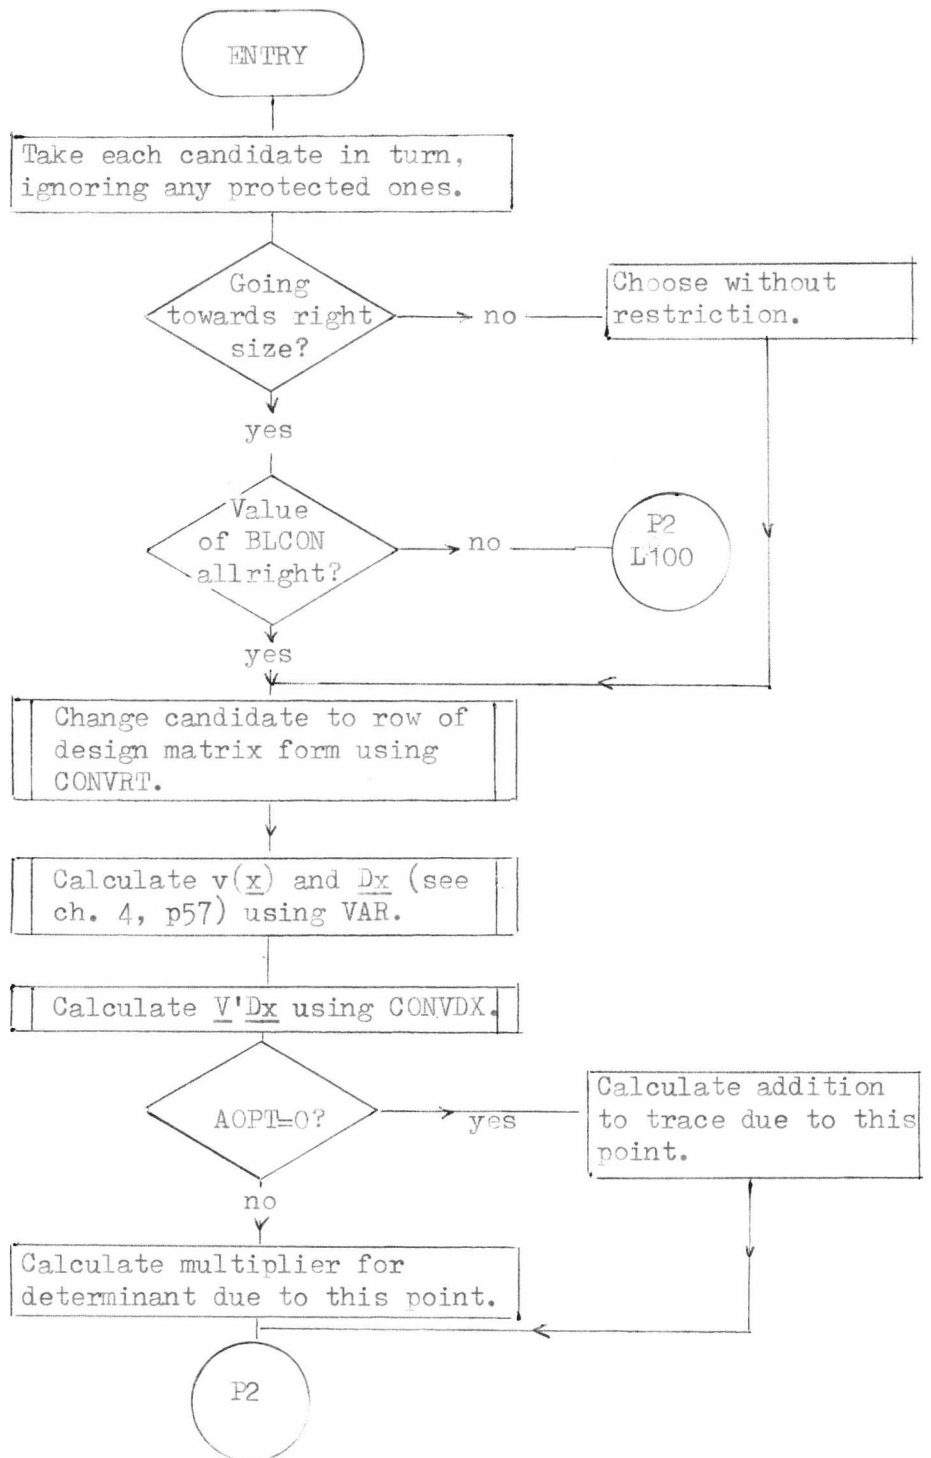 ENTRY
Take each candidate in turn,
ignoring any protected ones.
Going
towards right
size?
no
Choose without
restriction.
yes
Value
of BLCON
allright?
no
P2
L100
yes
Change candidate to row of
design matrix form using
CONVRT.
Calculate v(x) and Dx (see
ch. 4, p57) using VAR.
Calculate V'Dx using CONVDX.
AOPT=0?
yes
Calculate addition
to trace due to this
point.
no
Calculate multiplier for
determinant due to this point.
P2